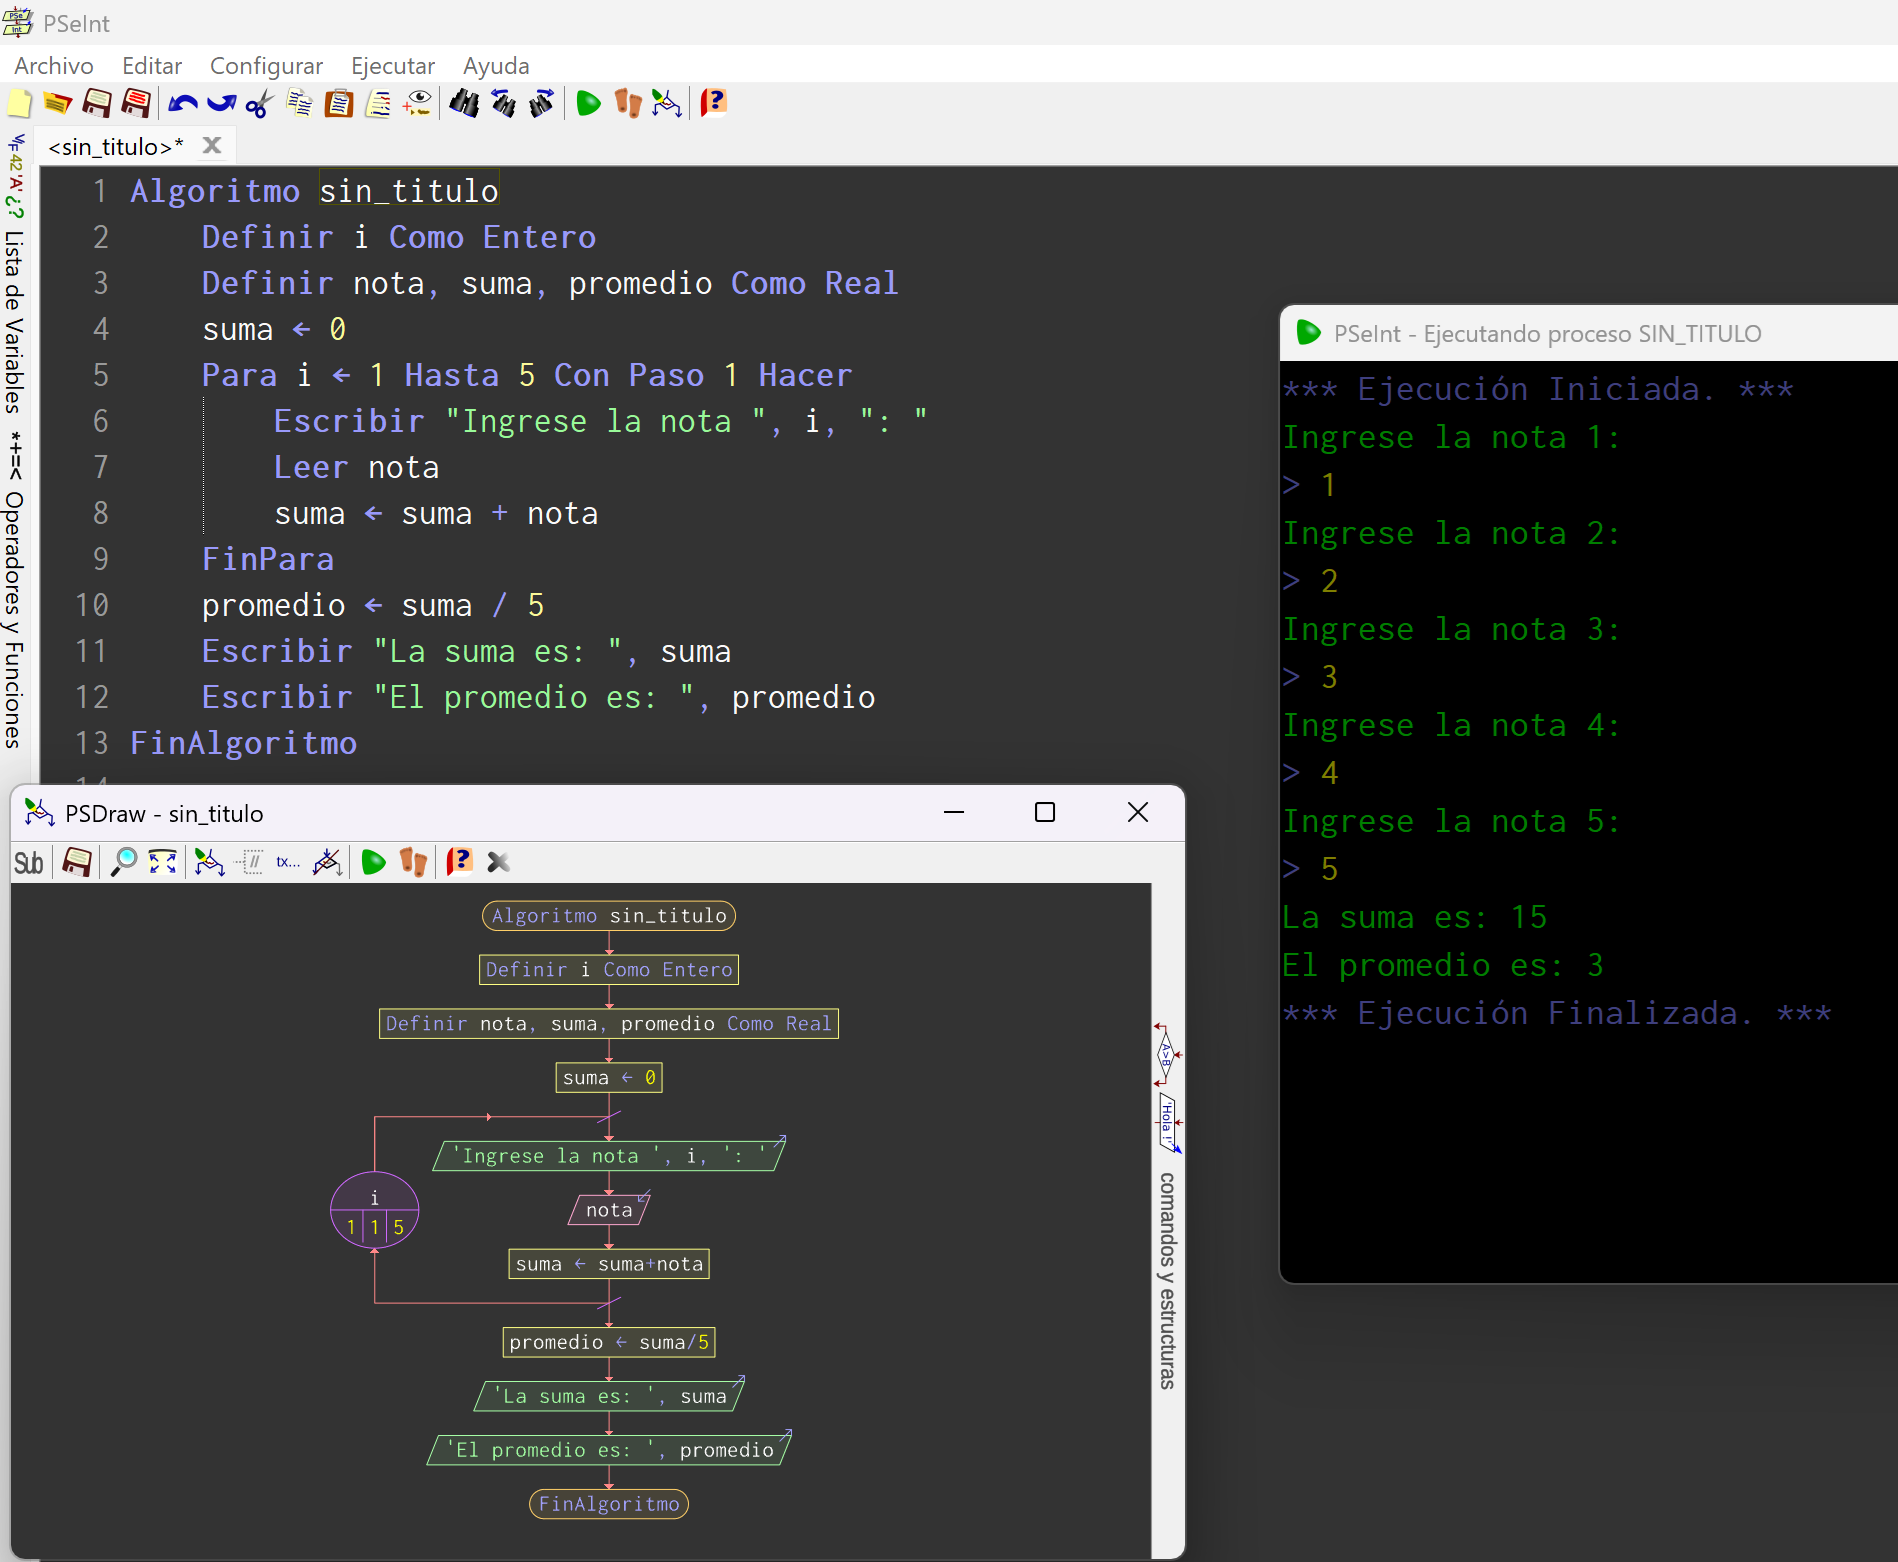 PSeInt
Archivo Editar Configurar Ejecutar Ayuda
<sin_titulo>*
Lista de Variables
*+=< Operadores y Funciones
1 Algoritmo sin_titulo
2 Definir i Como Entero
3 Definir nota, suma, promedio Como Real
4 suma ← 0
5 Para i ← 1 Hasta 5 Con Paso 1 Hacer
6 Escribir "Ingrese la nota ", i, ": "
7 Leer nota
8 suma ← suma + nota
9 FinPara
10 promedio ← suma / 5
11 Escribir "La suma es: ", suma
12 Escribir "El promedio es: ", promedio
13 FinAlgoritmo
PSeInt - Ejecutando proceso SIN_TITULO
*** Ejecución Iniciada. ***
Ingrese la nota 1:
> 1
Ingrese la nota 2:
> 2
Ingrese la nota 3:
> 3
Ingrese la nota 4:
> 4
Ingrese la nota 5:
> 5
La suma es: 15
El promedio es: 3
*** Ejecución Finalizada. ***
PSDraw - sin_titulo
Sub
tx...
Algoritmo sin_titulo
Definir i Como Entero
Definir nota, suma, promedio Como Real
suma ← 0
'Ingrese la nota ', i, ': '
i
1 1 5
nota
suma ← suma+nota
promedio ← suma/5
'La suma es: ', suma
'El promedio es: ', promedio
FinAlgoritmo
A>B
'Hola !'
comandos y estructuras